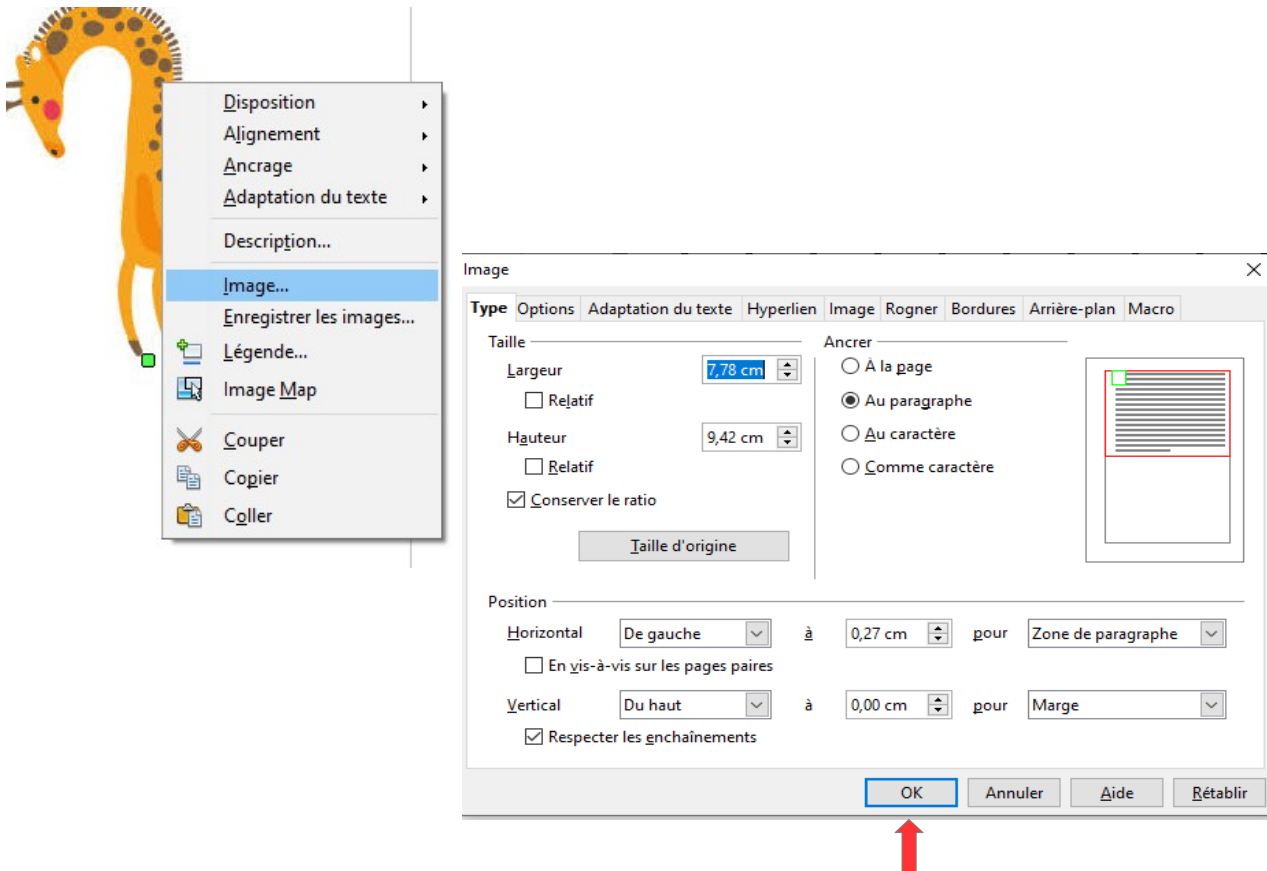 Disposition
Alignement
Ancrage
Adaptation du texte
Description...
Image...
Enregistrer les images...
Légende...
Image Map
Couper
Copier
Coller
Image
Type Options Adaptation du texte Hyperlien Image Rogner Bordures Arrière-plan Macro
Taille
Largeur 7,78 cm
Relatif
Hauteur 9,42 cm
Relatif
Conserver le ratio
Taille d'origine
Ancrer
À la page
Au paragraphe
Au caractère
Comme caractère
Position
Horizontal De gauche à 0,27 cm pour Zone de paragraphe
En vis-à-vis sur les pages paires
Vertical Du haut à 0,00 cm pour Marge
Respecter les enchaînements
OK Annuler Aide Rétablir